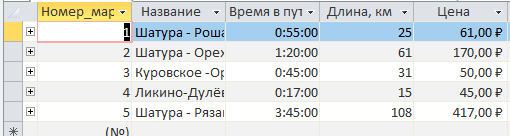 Номер_мар Название Время в пут Длина, км Цена
1 Шатура - Роша 0:55:00 25 61,00 ₽
2 Шатура - Орех 1:20:00 61 170,00 ₽
3 Куровское -Ор 0:45:00 31 50,00 ₽
4 Ликино-Дулёв 0:17:00 15 45,00 ₽
5 Шатура - Рязан 3:45:00 108 417,00 ₽
(№)